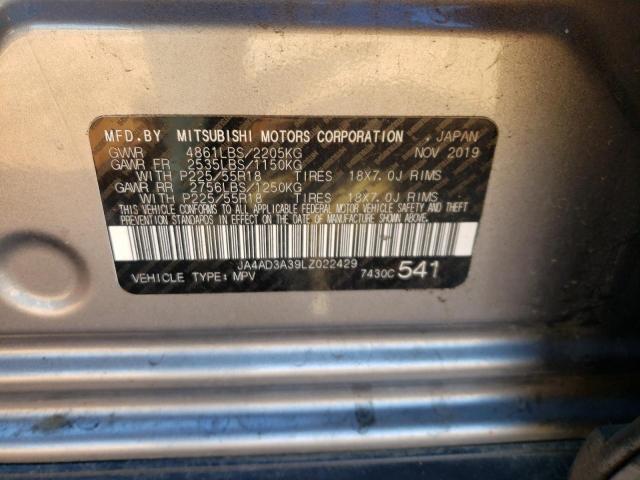 MFD.BY MITSUBISHI MOTORS CORPORATION . JAPAN
GVWR 4861LBS/2205KG NOV 2019
GAWR FR 2535LBS/1150KG
WITH P225/55R18 TIRES 18X7.0J RIMS
GAWR RR 2756LBS/1250KG
WITH P225/55R18 TIRES 18X7.0J RIMS
THIS VEHICLE CONFORMS TO ALL APPLICABLE FEDERAL MOTOR VEHICLE SAFETY AND THEFT
PREVENTION STANDARDS IN EFFECT ON THE DATE OF MANUFACTURE SHOWN ABOVE.
JA4AD3A39LZ022429
VEHICLE TYPE: MPV 7430C 541